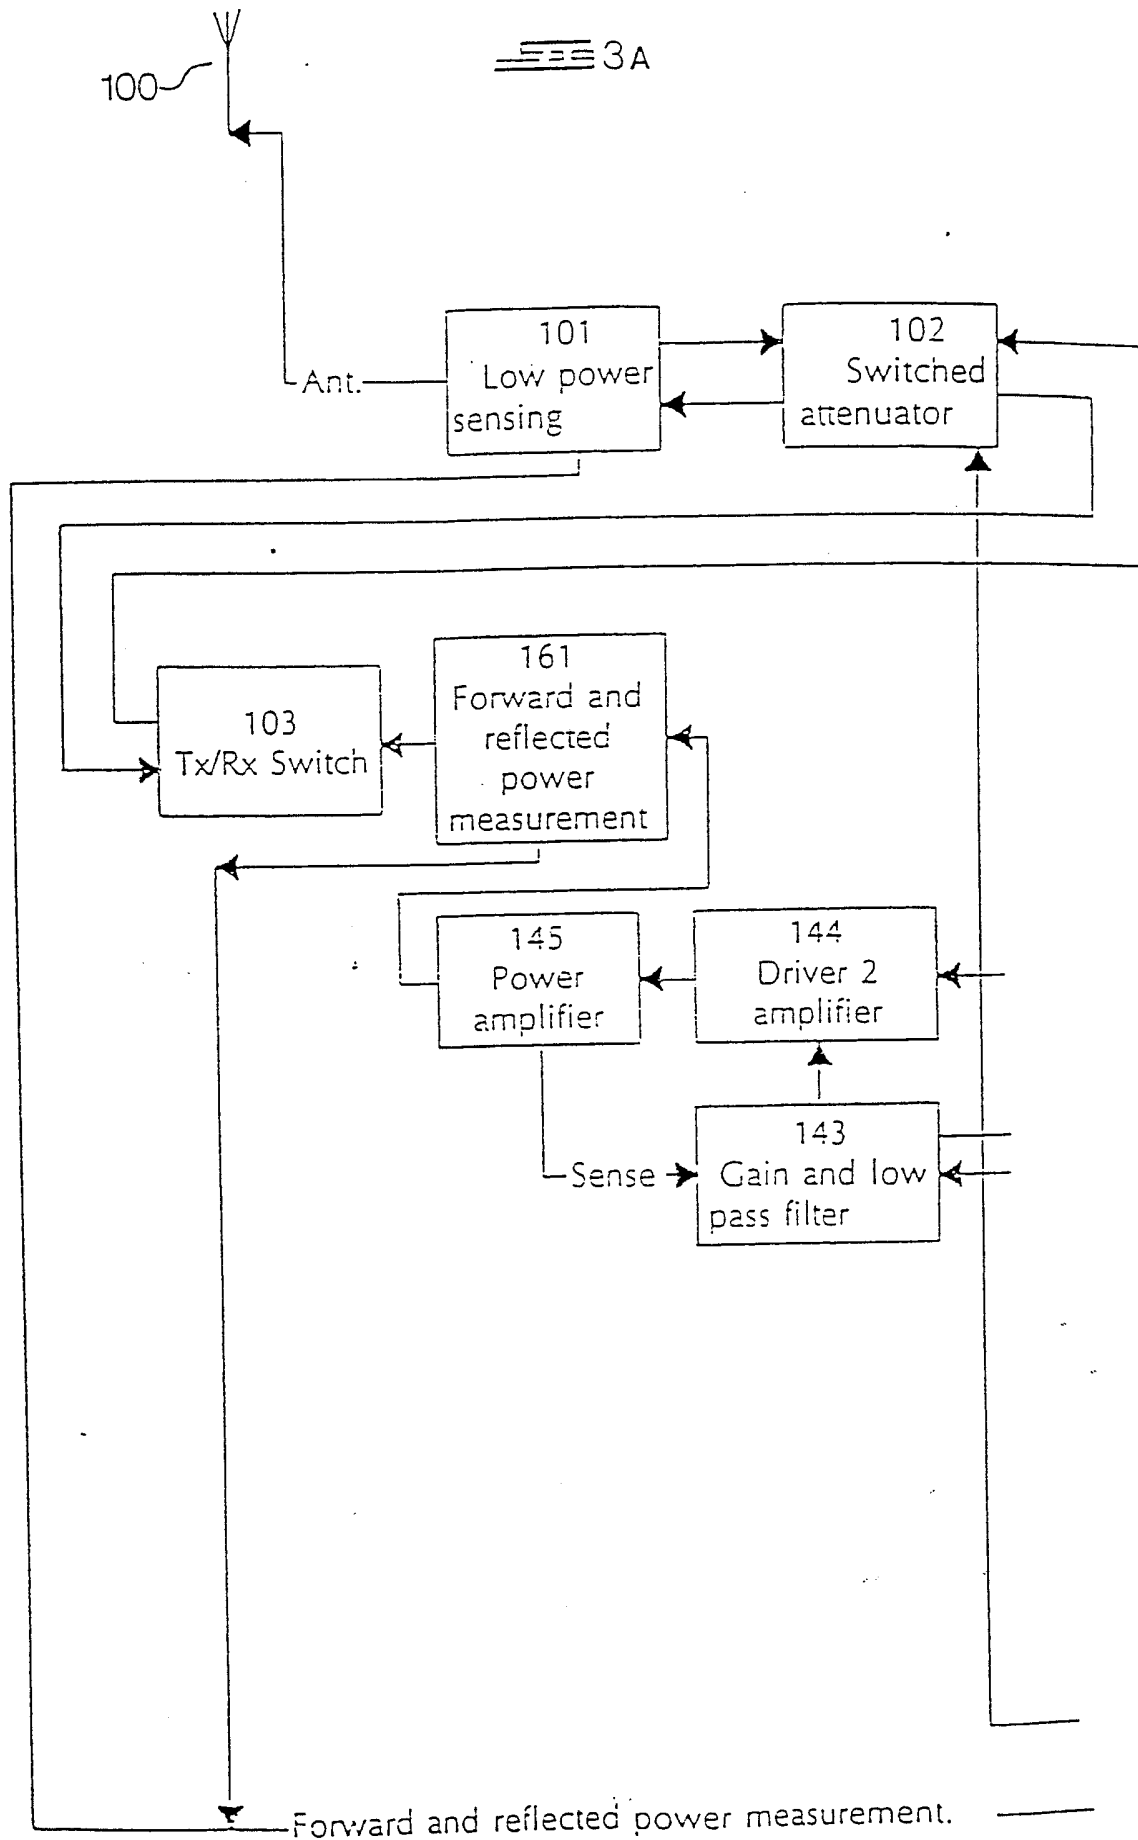 3A
100
101
Low power
sensing
102
Switched
attenuator
Ant.
161
Forward and
reflected
power
measurement
103
Tx/Rx Switch
145
Power
amplifier
144
Driver 2
amplifier
143
Gain and low
pass filter
Sense
Forward and reflected power measurement.